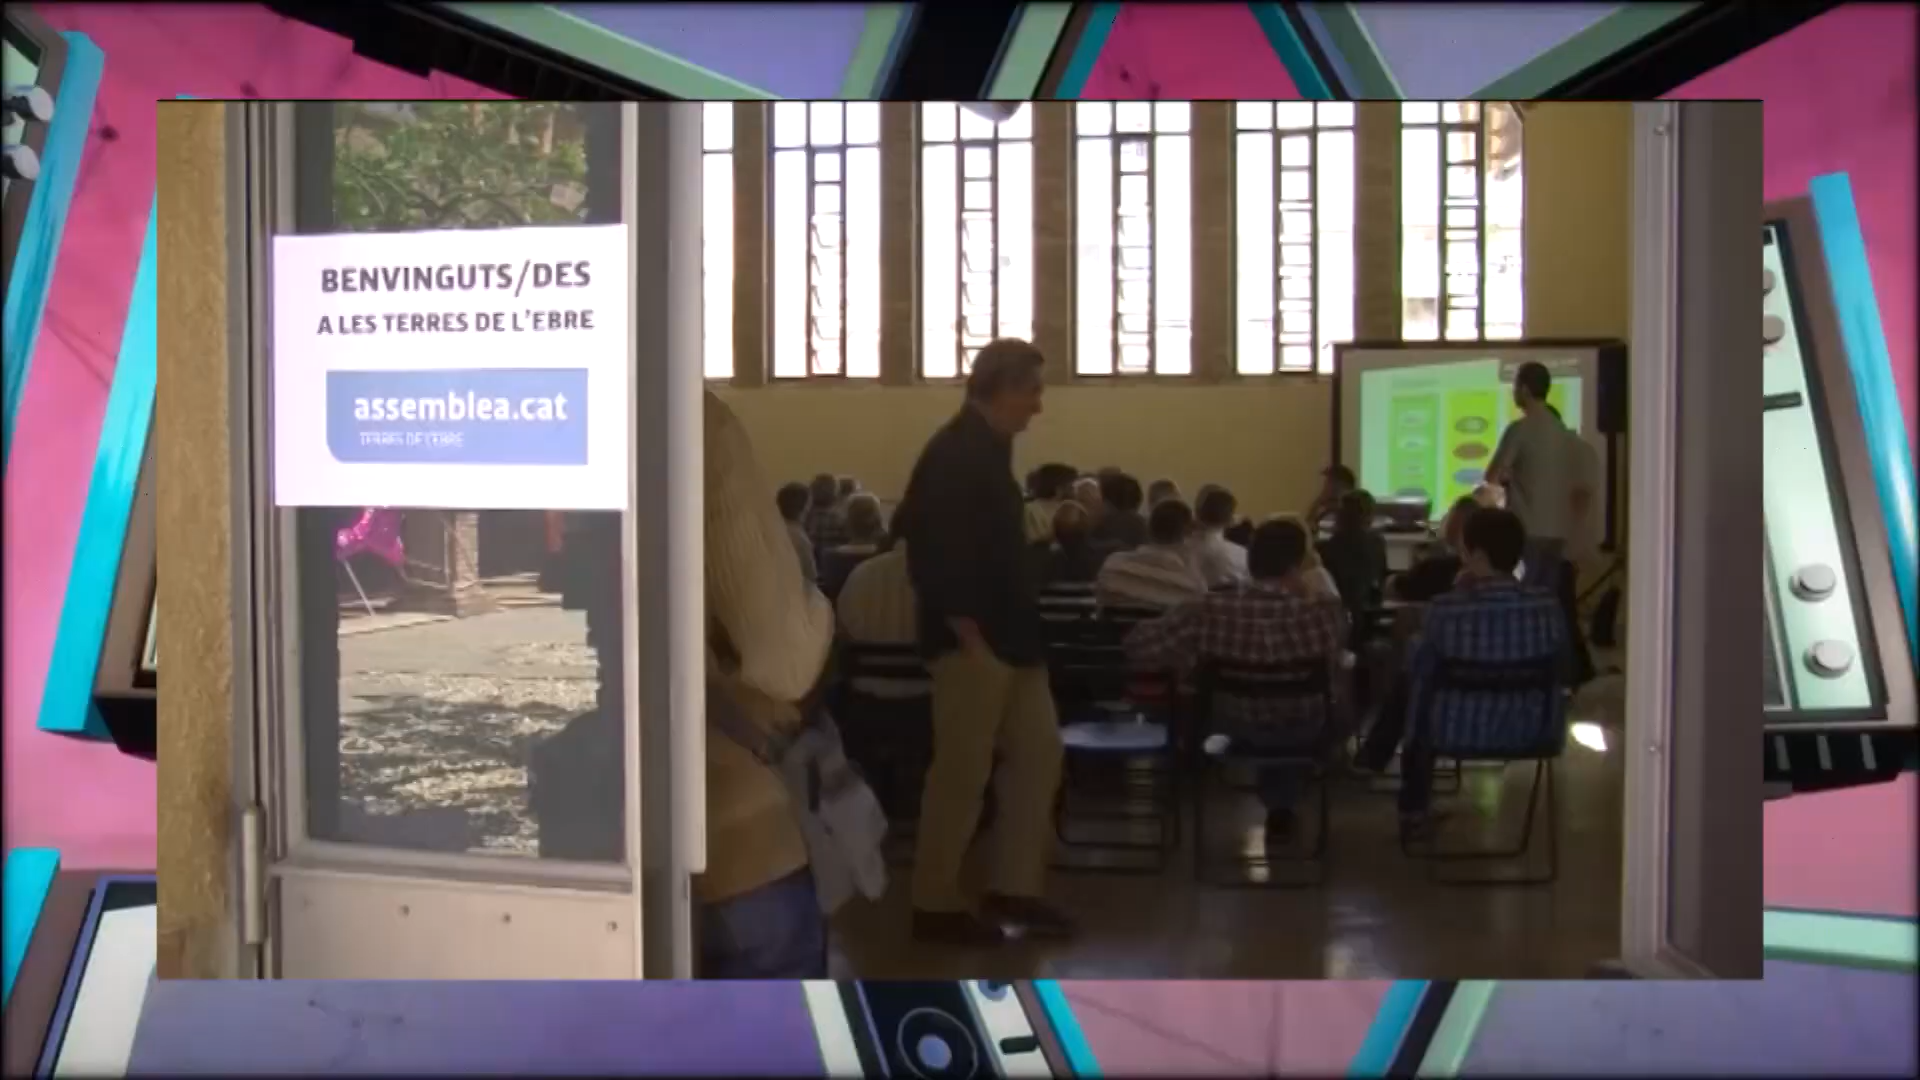 BENVINGUTS/DES
A LES TERRES DE L'EBRE
assemblea.cat
TERRES DE L'EBRE